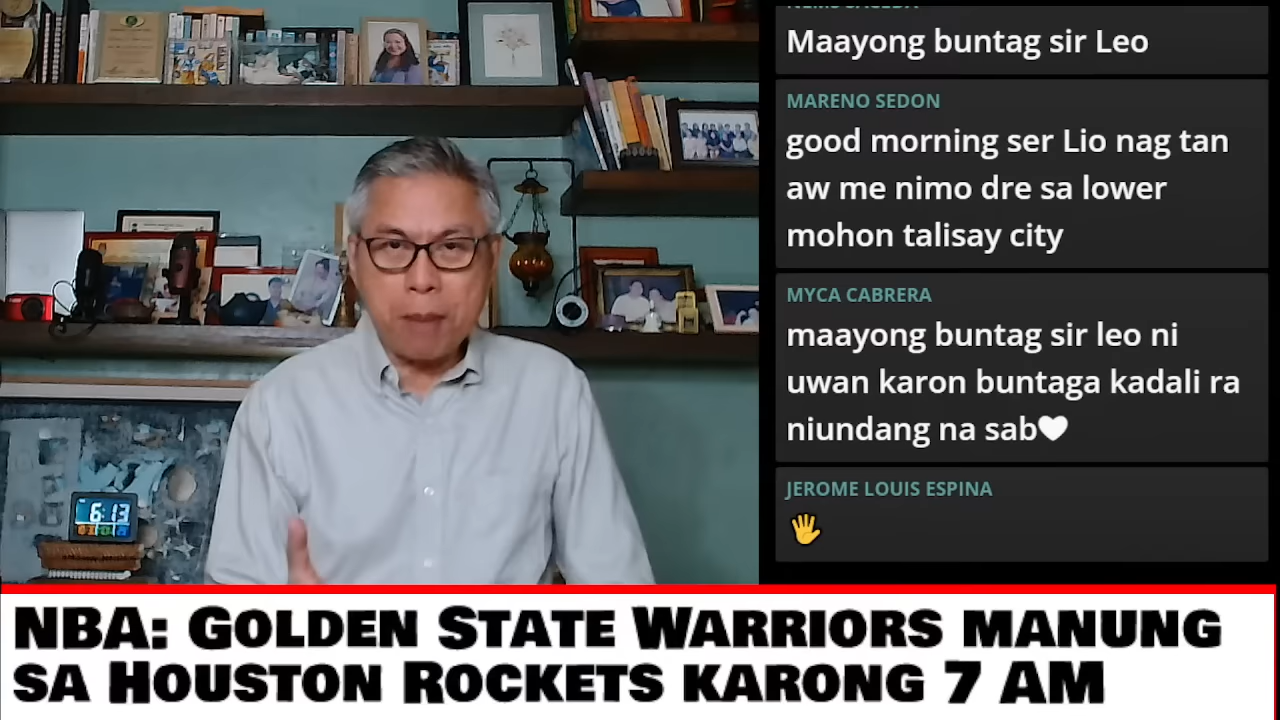 Maayong buntag sir Leo
MARENO SEDON
good morning ser Lio nag tan
aw me nimo dre sa lower
mohon talisay city
MYCA CABRERA
maayong buntag sir leo ni
uwan karon buntaga kadali ra
niundang na sab🤍
JEROME LOUIS ESPINA
🖐
6:13
NBA: GOLDEN STATE WARRIORS MANUNG
SA HOUSTON ROCKETS KARONG 7 AM